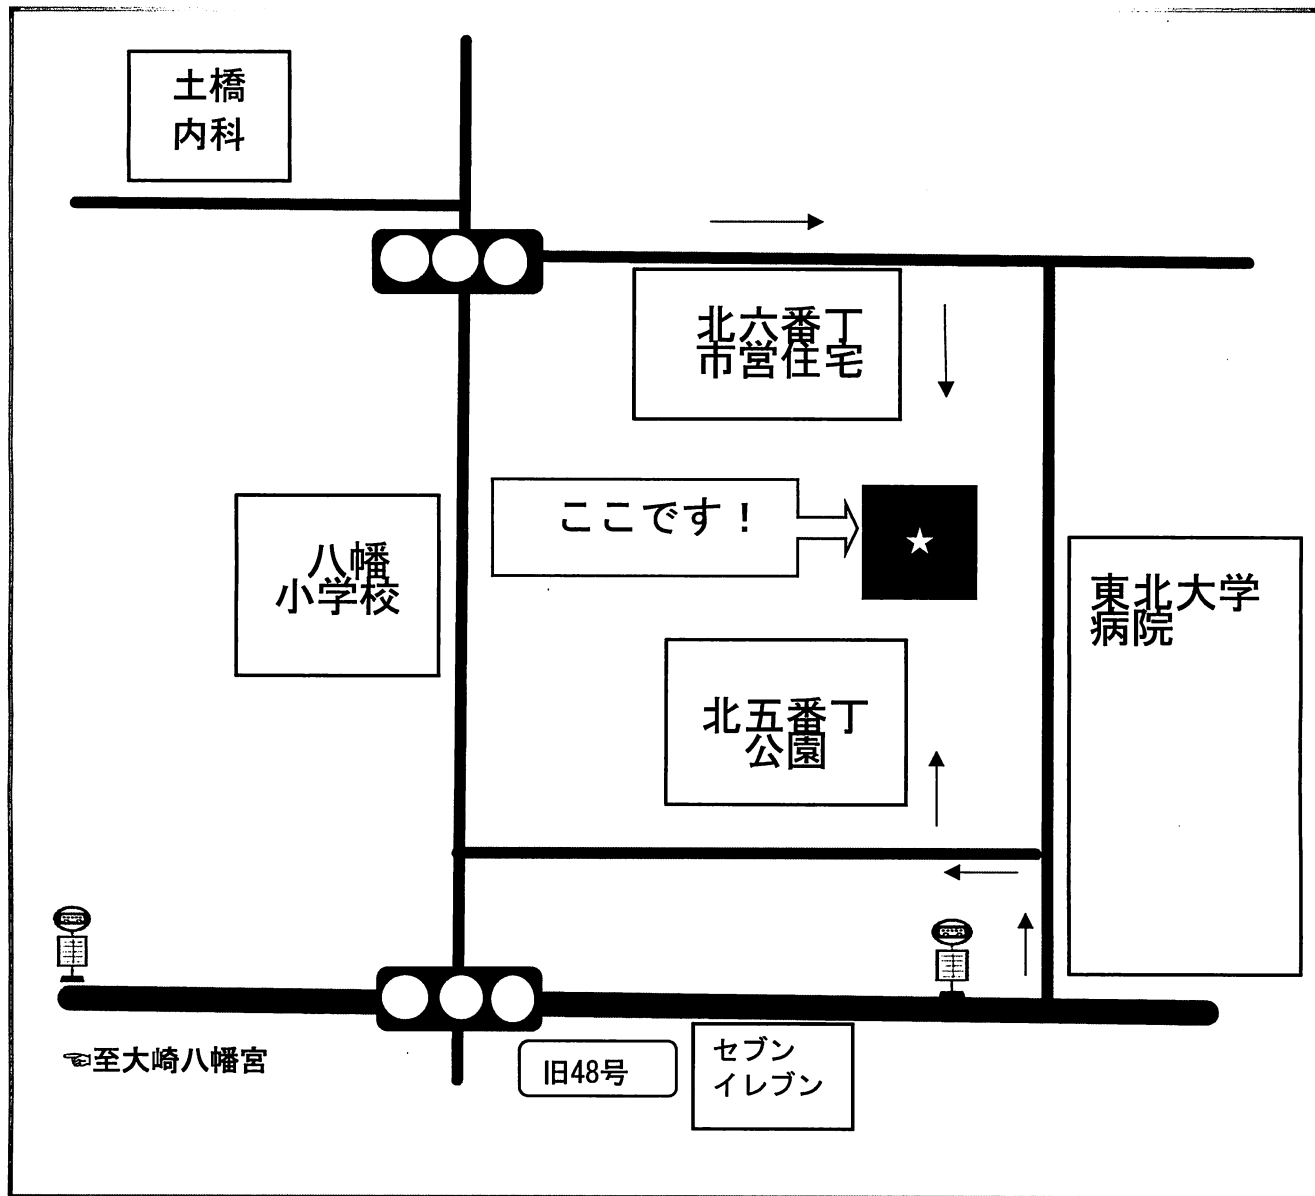 土橋
内科
北六番丁
市営住宅
ここです！
八幡
小学校
東北大学
病院
北五番丁
公園
☜至大崎八幡宮
旧48号
セブン
イレブン